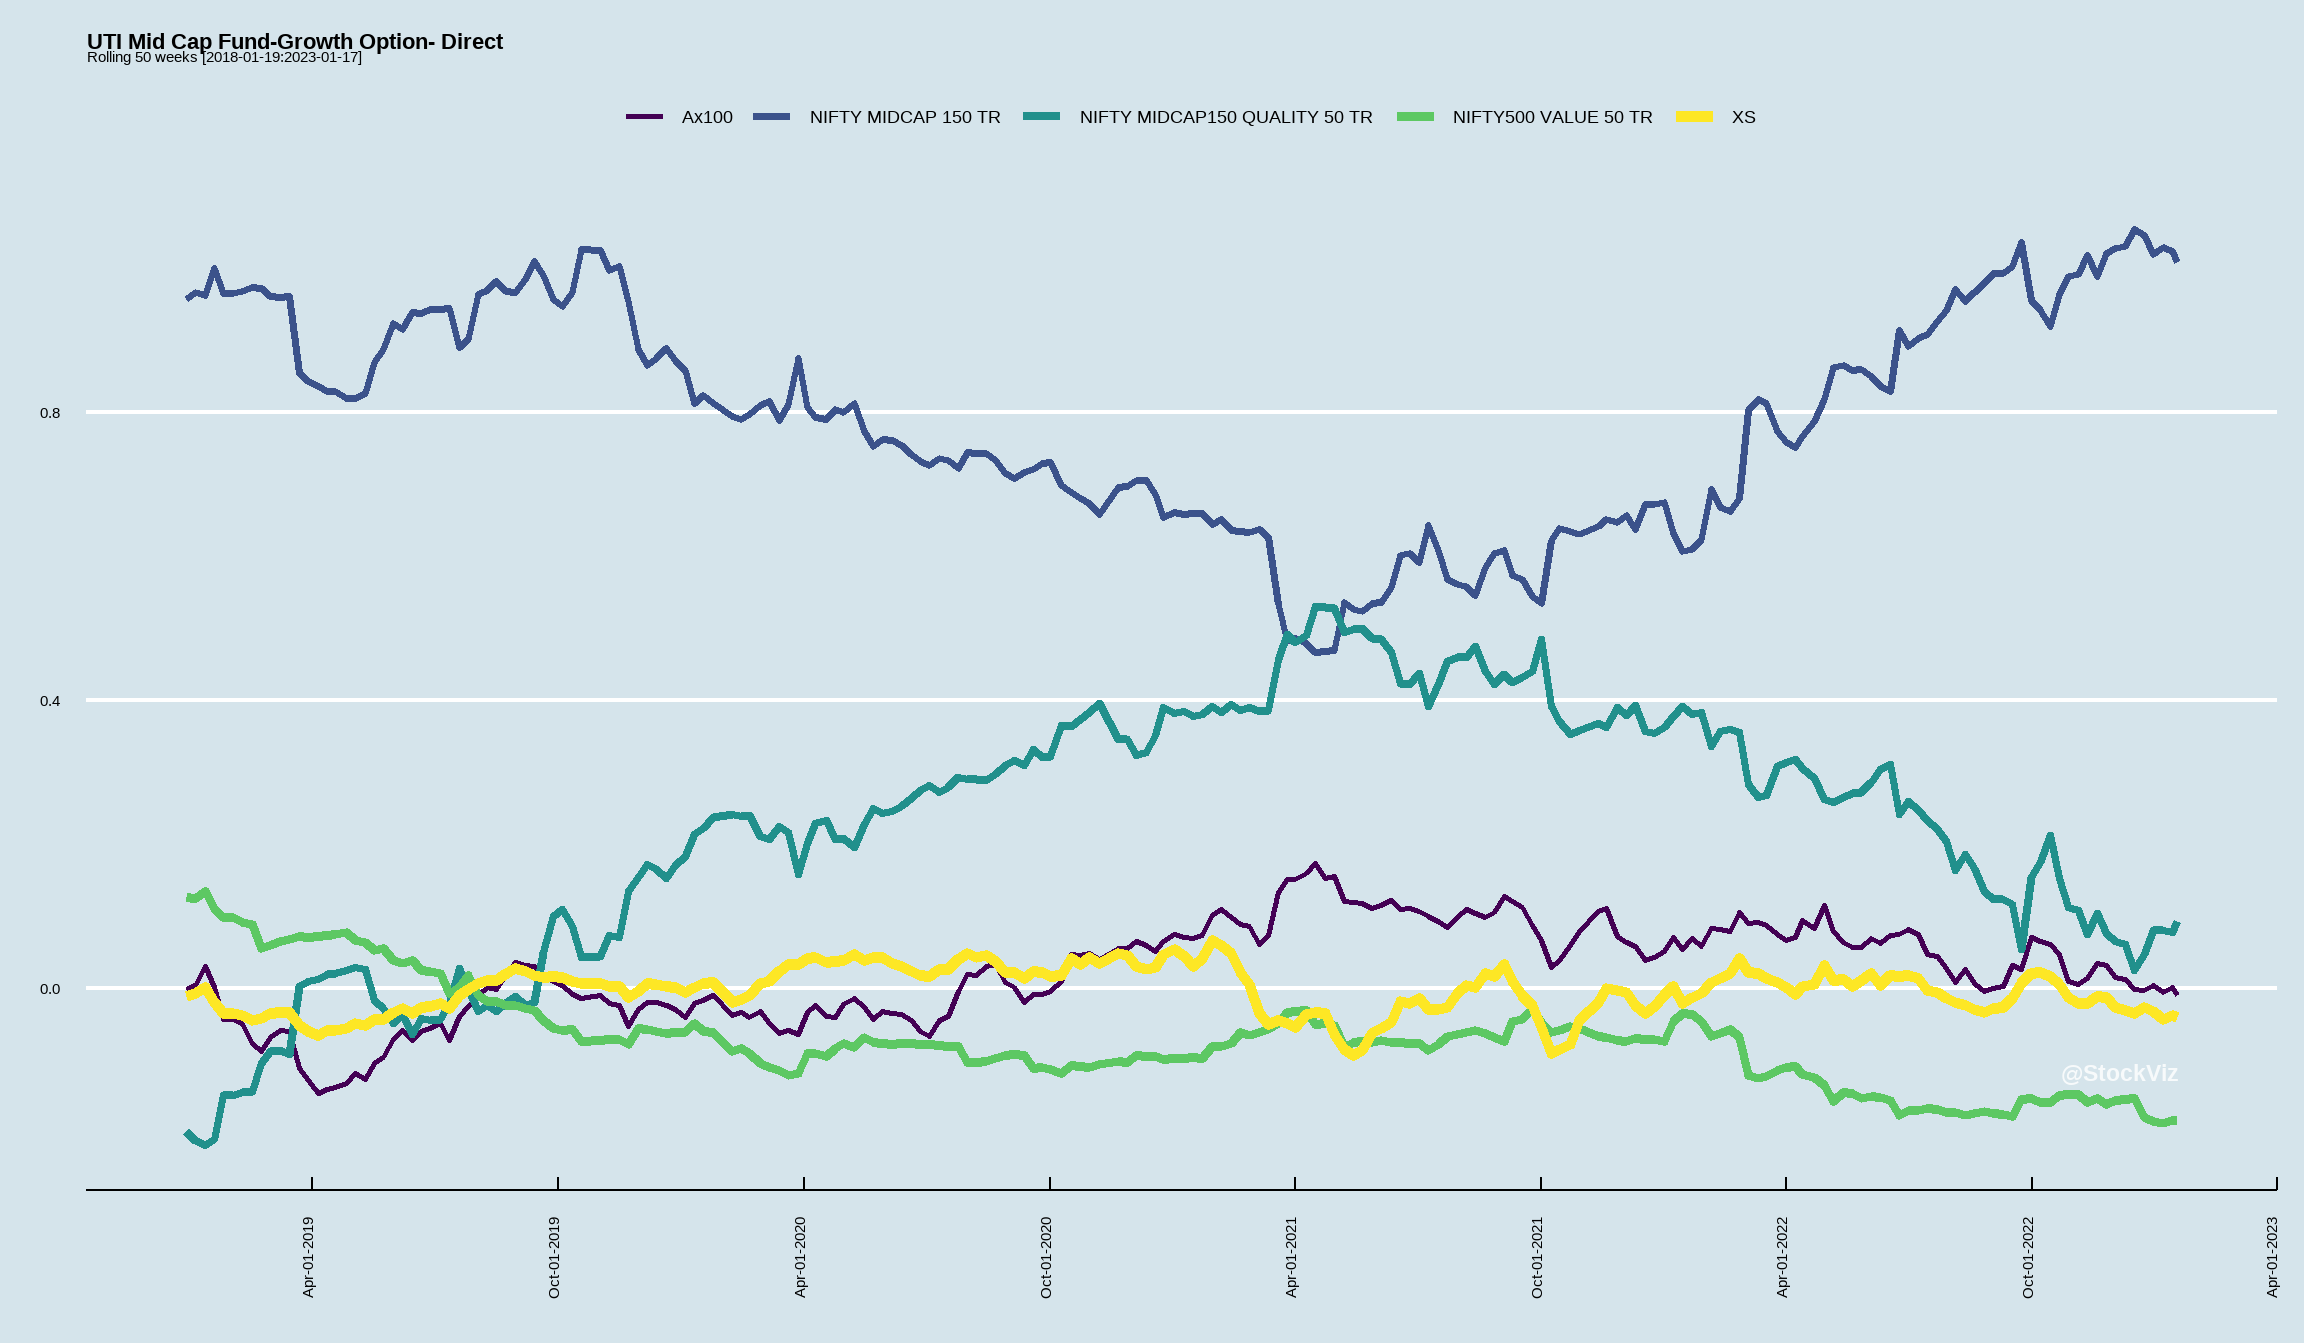 UTI Mid Cap Fund-Growth Option- Direct
Rolling 50 weeks [2018-01-19:2023-01-17]
Ax100 NIFTY MIDCAP 150 TR NIFTY MIDCAP150 QUALITY 50 TR NIFTY500 VALUE 50 TR XS
0.8
0.4
0.0
@StockViz
Apr-01-2019 Oct-01-2019 Apr-01-2020 Oct-01-2020 Apr-01-2021 Oct-01-2021 Apr-01-2022 Oct-01-2022 Apr-01-2023